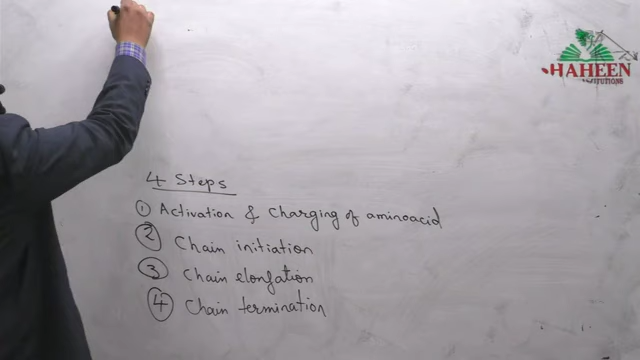 HAHEEN
4 Steps
① Activation & Charging of aminoacid
② Chain initiation
③ Chain elongation
④ Chain termination